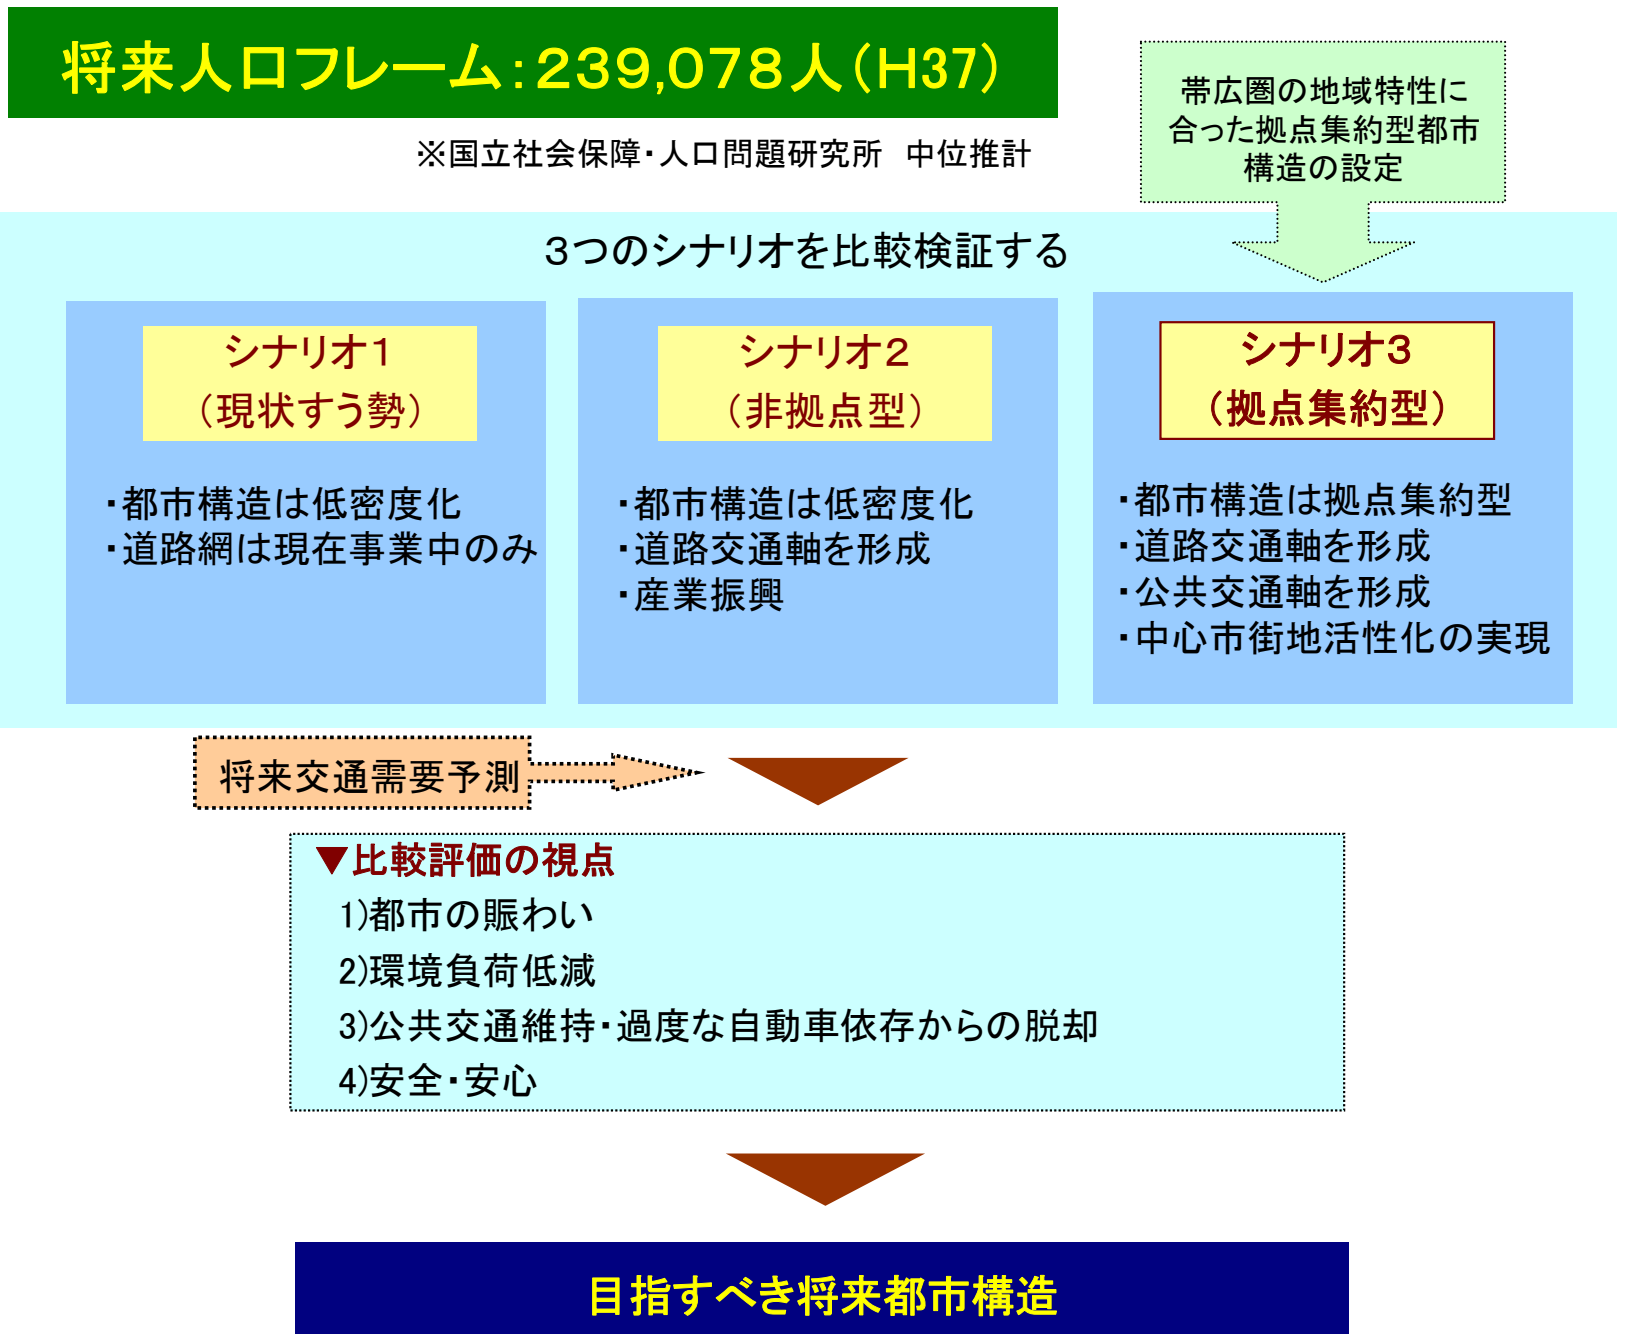 将来人口フレーム：２３９,０７８人（Ｈ37）
※国立社会保障・人口問題研究所　中位推計
帯広圏の地域特性に
合った拠点集約型都市
構造の設定
３つのシナリオを比較検証する
シナリオ１
（現状すう勢）
・都市構造は低密度化
・道路網は現在事業中のみ
シナリオ２
（非拠点型）
・都市構造は低密度化
・道路交通軸を形成
・産業振興
シナリオ３
（拠点集約型）
・都市構造は拠点集約型
・道路交通軸を形成
・公共交通軸を形成
・中心市街地活性化の実現
将来交通需要予測
▼比較評価の視点
1)都市の賑わい
2)環境負荷低減
3)公共交通維持・過度な自動車依存からの脱却
4)安全・安心
目指すべき将来都市構造